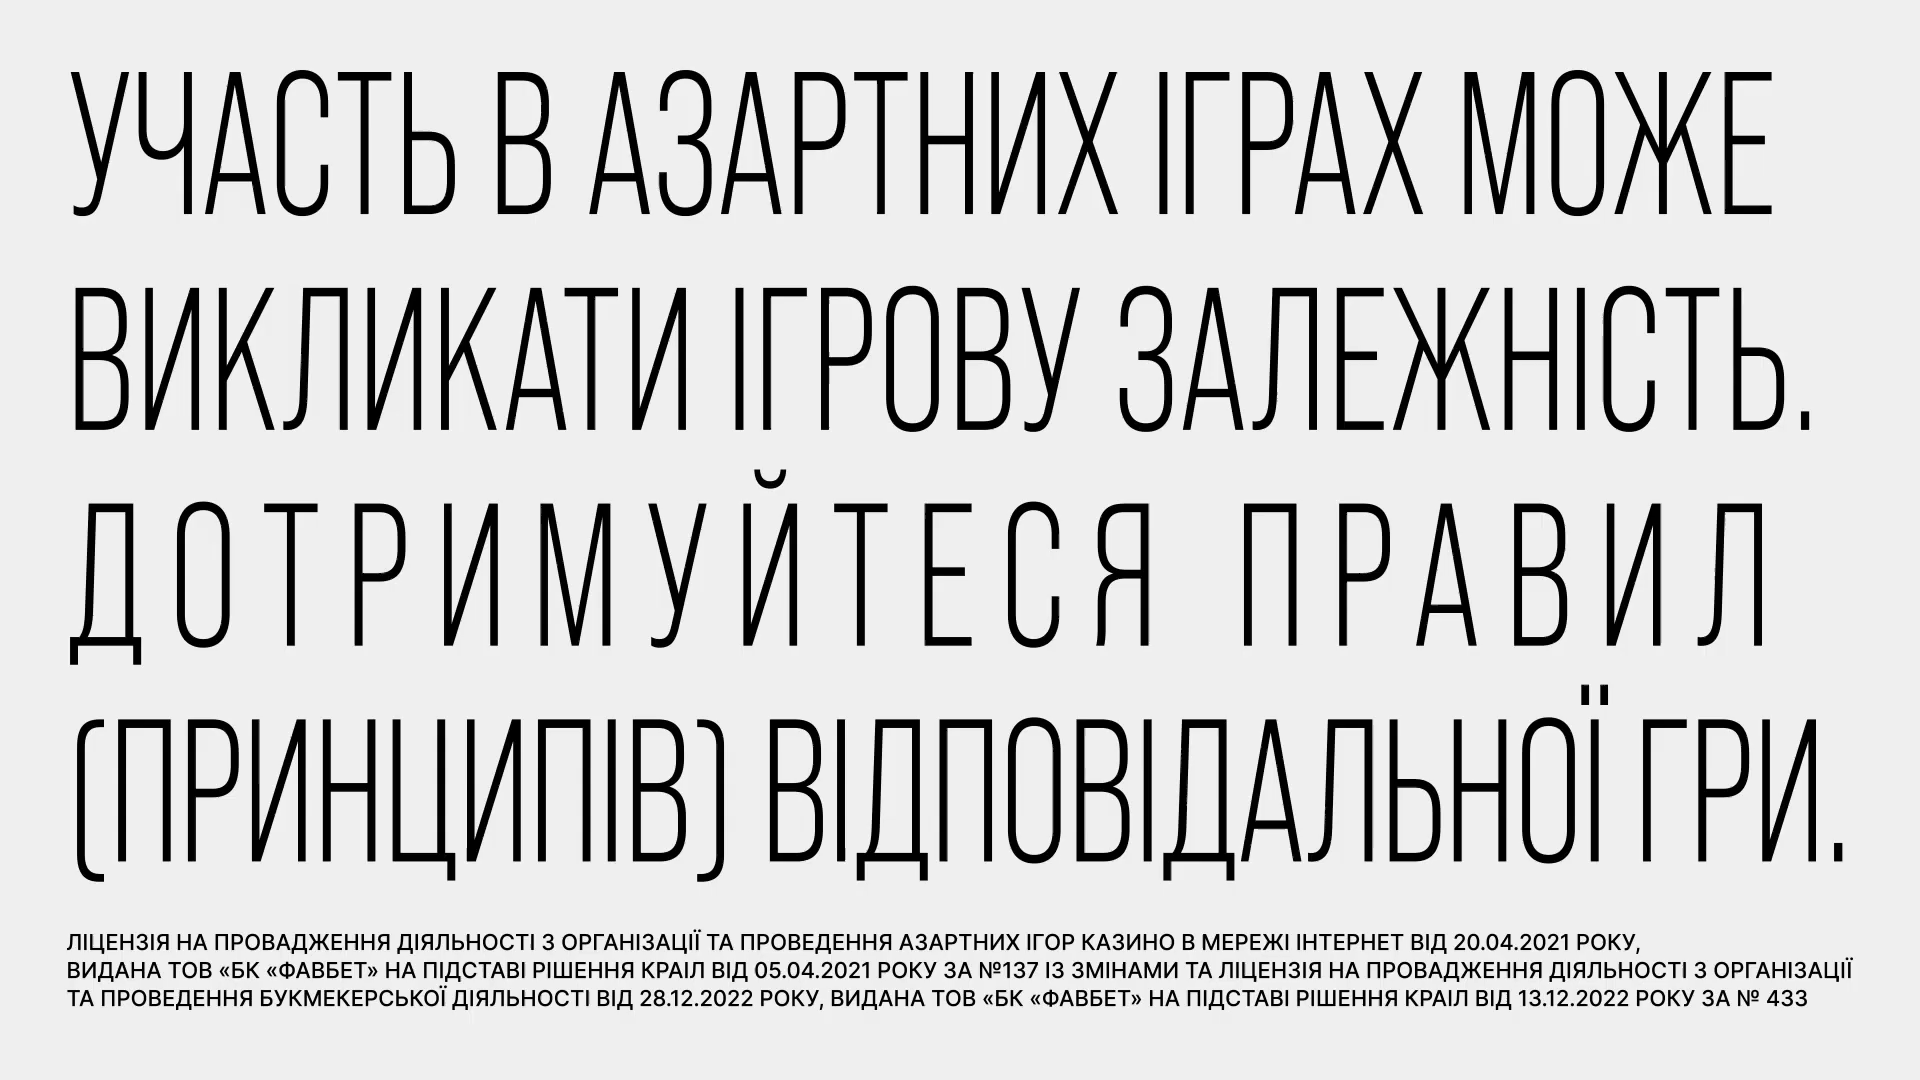 УЧАСТЬ В АЗАРТНИХ ІГРАХ МОЖЕ
ВИКЛИКАТИ ІГРОВУ ЗАЛЕЖНІСТЬ.
ДОТРИМУЙТЕСЯ ПРАВИЛ
(ПРИНЦИПІВ) ВІДПОВІДАЛЬНОЇ ГРИ.
ЛІЦЕНЗІЯ НА ПРОВАДЖЕННЯ ДІЯЛЬНОСТІ З ОРГАНІЗАЦІЇ ТА ПРОВЕДЕННЯ АЗАРТНИХ ІГОР КАЗИНО В МЕРЕЖІ ІНТЕРНЕТ ВІД 20.04.2021 РОКУ,
ВИДАНА ТОВ «БК «ФАВБЕТ» НА ПІДСТАВІ РІШЕННЯ КРАІЛ ВІД 05.04.2021 РОКУ ЗА №137 ІЗ ЗМІНАМИ ТА ЛІЦЕНЗІЯ НА ПРОВАДЖЕННЯ ДІЯЛЬНОСТІ З ОРГАНІЗАЦІЇ
ТА ПРОВЕДЕННЯ БУКМЕКЕРСЬКОЇ ДІЯЛЬНОСТІ ВІД 28.12.2022 РОКУ, ВИДАНА ТОВ «БК «ФАВБЕТ» НА ПІДСТАВІ РІШЕННЯ КРАІЛ ВІД 13.12.2022 РОКУ ЗА № 433